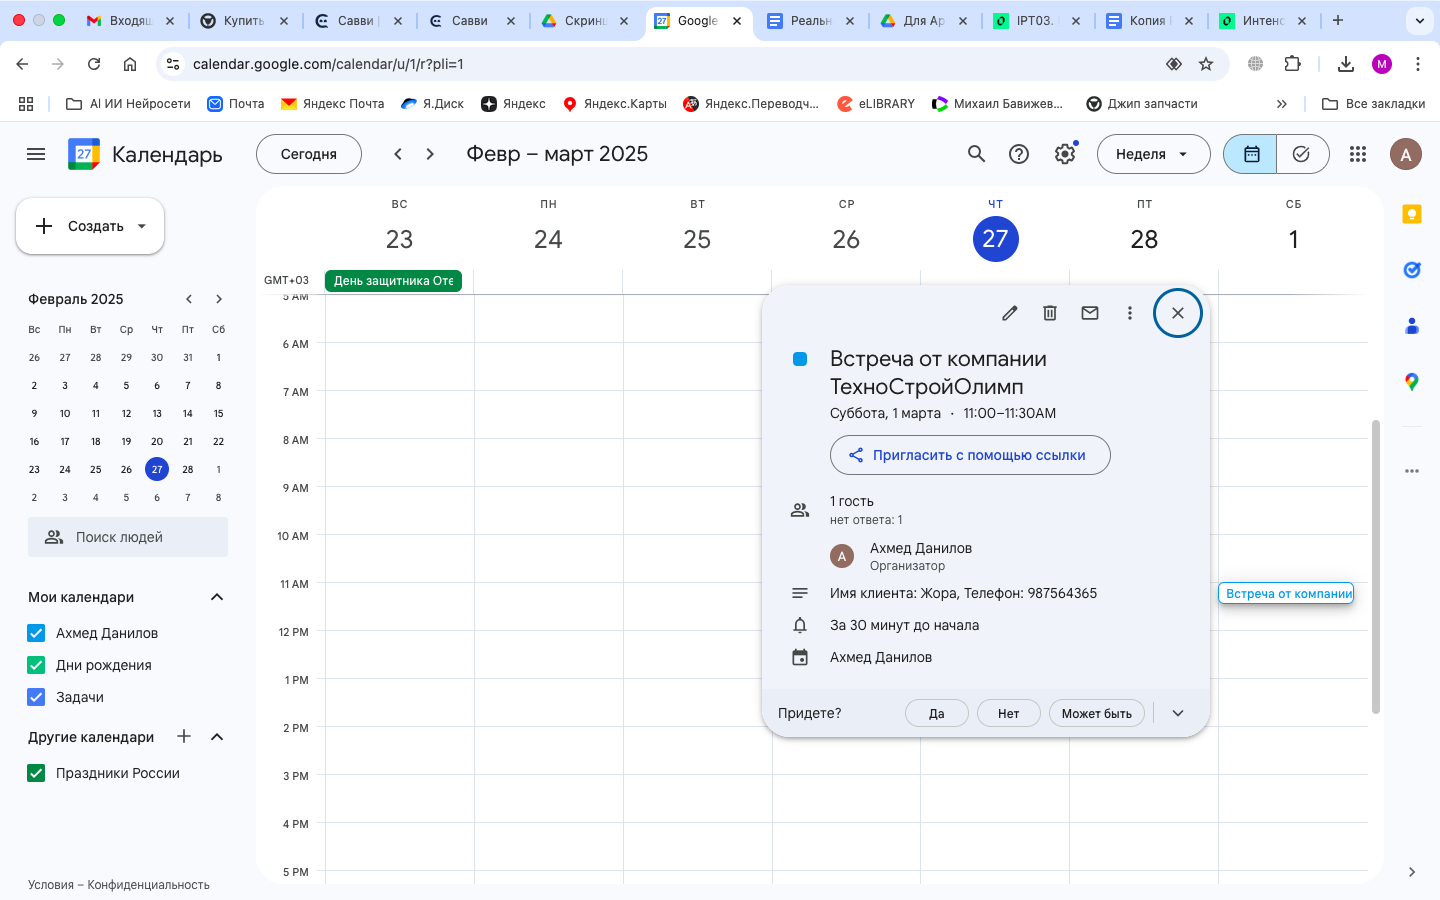 Входящ
Купить
Савви |
Савви
Скрин
Google
Реальн
Для Ар
IPT03.
Копия
Интенс
calendar.google.com/calendar/u/1/r?pli=1
M
AI ИИ Нейросети
Почта
Яндекс Почта
Я.Диск
Яндекс
Яндекс.Карты
Яндекс.Переводч...
eLIBRARY
Михаил Бавижев...
Джип запчасти
Все закладки
27
Календарь
Сегодня
Февр – март 2025
Неделя
A
Создать
ВС
ПН
ВТ
СР
ЧТ
ПТ
СБ
23
24
25
26
27
28
1
GMT+03
День защитника Оте
Февраль 2025
Вс Пн Вт Ср Чт Пт Сб
26 27 28 29 30 31 1
2 3 4 5 6 7 8
9 10 11 12 13 14 15
16 17 18 19 20 21 22
23 24 25 26 27 28 1
2 3 4 5 6 7 8
Поиск людей
Мои календари
Ахмед Данилов
Дни рождения
Задачи
Другие календари
Праздники России
Условия – Конфиденциальность
5 AM
6 AM
7 AM
8 AM
9 AM
10 AM
11 AM
12 PM
1 PM
2 PM
3 PM
4 PM
5 PM
Встреча от компании
ТехноСтройОлимп
Суббота, 1 марта · 11:00–11:30AM
Пригласить с помощью ссылки
1 гость
нет ответа: 1
A
Ахмед Данилов
Организатор
Имя клиента: Жора, Телефон: 987564365
За 30 минут до начала
Ахмед Данилов
Придете?
Да
Нет
Может быть
Встреча от компании